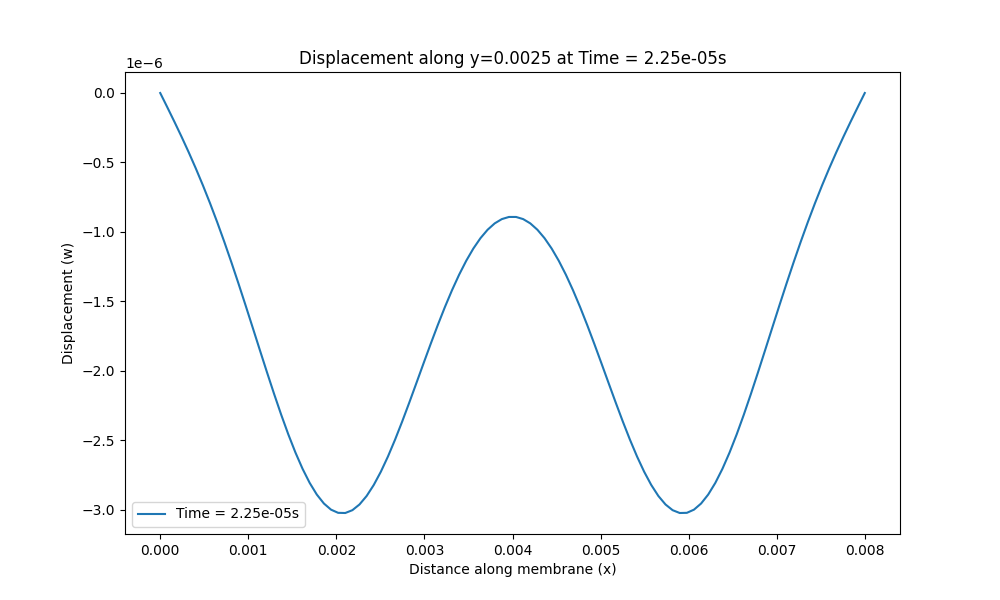 Displacement along y=0.0025 at Time = 2.25e-05s
1e−6
0.0
−0.5
−1.0
−1.5
−2.0
−2.5
−3.0
Displacement (w)
Time = 2.25e-05s
0.000 0.001 0.002 0.003 0.004 0.005 0.006 0.007 0.008
Distance along membrane (x)